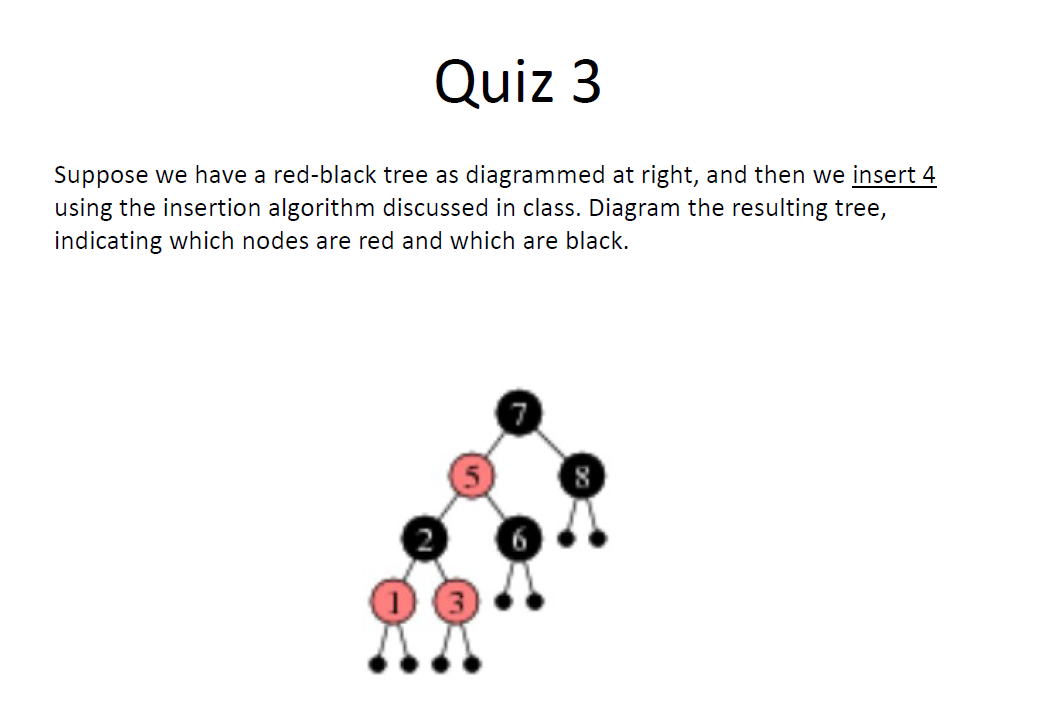 Quiz 3
Suppose we have a red-black tree as diagrammed at right, and then we insert 4
using the insertion algorithm discussed in class. Diagram the resulting tree,
indicating which nodes are red and which are black.
7
5 8
2 6
1 3